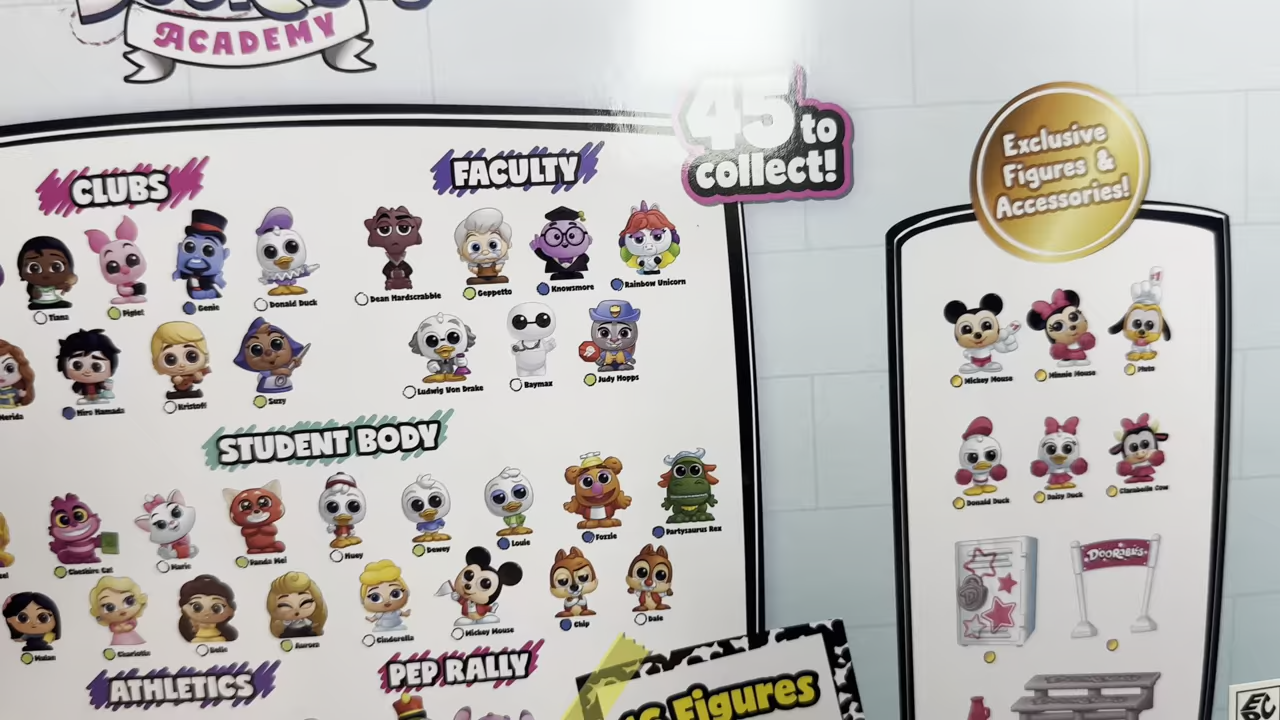 ACADEMY
45 to
collect!
Exclusive
Figures &
Accessories!
CLUBS
FACULTY
Tiana
Piglet
Genie
Donald Duck
Dean Hardscrabble
Geppetto
Knowsmore
Rainbow Unicorn
Merida
Hiro Hamada
Kristoff
Suzy
Ludwig Von Drake
Baymax
Judy Hopps
STUDENT BODY
Cheshire Cat
Marie
Panda Mei
Huey
Dewey
Louie
Fozzie
Partysaurus Rex
Mulan
Charlotte
Belle
Aurora
Cinderella
Mickey Mouse
Chip
Dale
ATHLETICS
PEP RALLY
Figures
Mickey Mouse
Minnie Mouse
Pluto
Donald Duck
Daisy Duck
Clarabelle Cow
DOORABLES